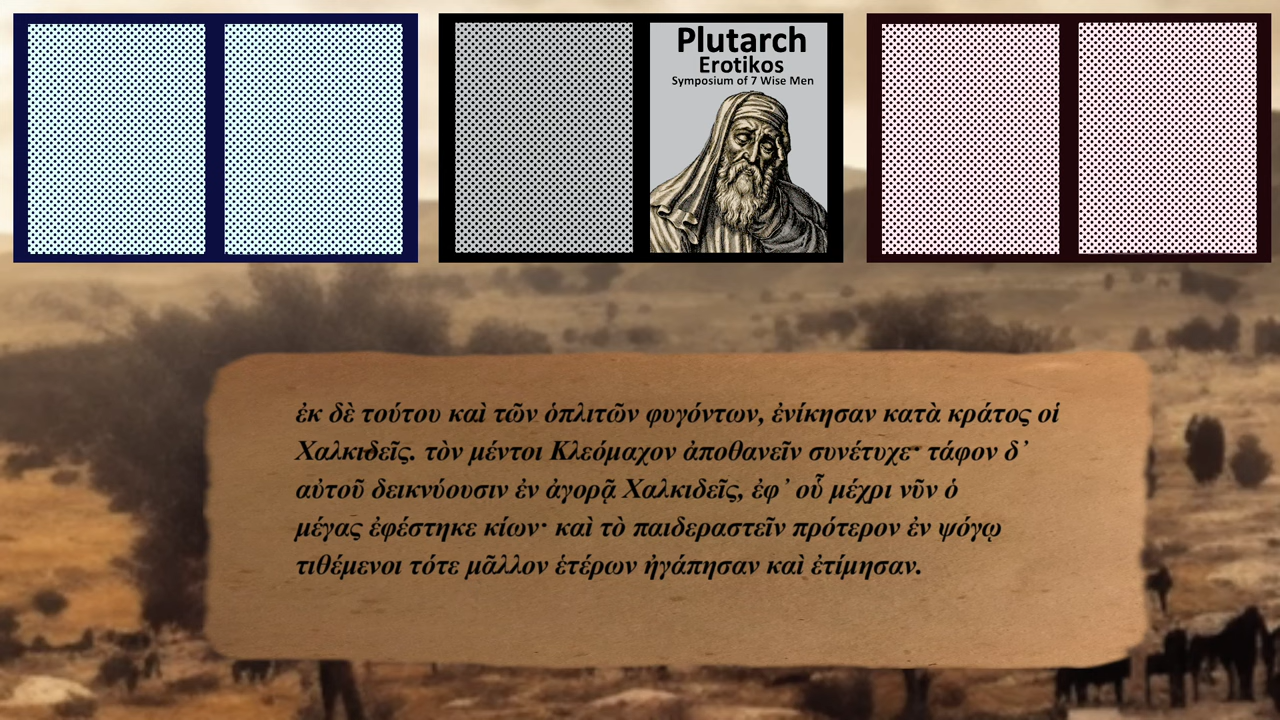 Plutarch
Erotikos
Symposium of 7 Wise Men
ἐκ δὲ τούτου καὶ τῶν ὁπλιτῶν φυγόντων, ἐνίκησαν κατὰ κράτος οἱ
Χαλκιδεῖς. τὸν μέντοι Κλεόμαχον ἀποθανεῖν συνέτυχε· τάφον δ᾽
αὐτοῦ δεικνύουσιν ἐν ἀγορᾷ Χαλκιδεῖς, ἐφ᾽ οὗ μέχρι νῦν ὁ
μέγας ἐφέστηκε κίων· καὶ τὸ παιδεραστεῖν πρότερον ἐν ψόγῳ
τιθέμενοι τότε μᾶλλον ἑτέρων ἠγάπησαν καὶ ἐτίμησαν.